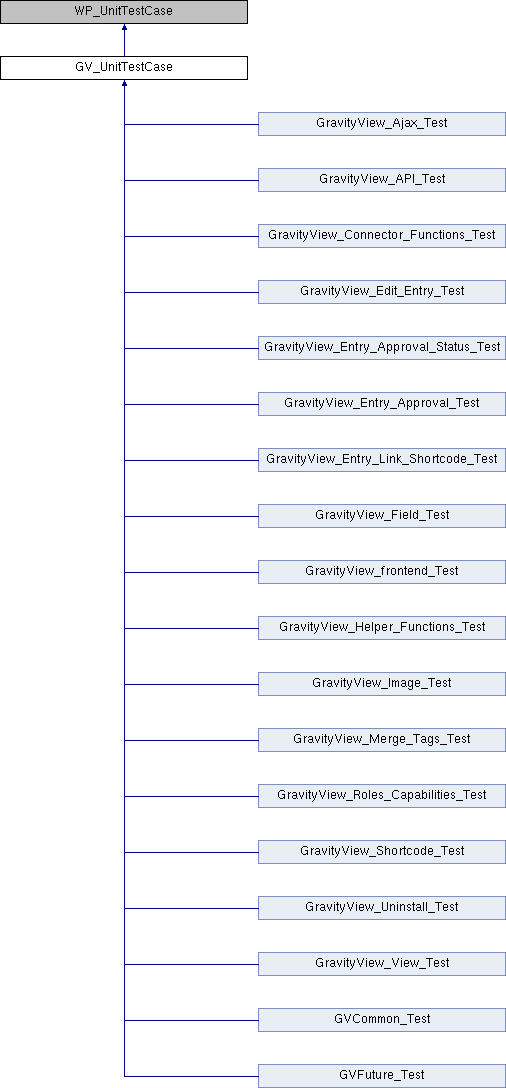 WP_UnitTestCase
GV_UnitTestCase
GravityView_Ajax_Test
GravityView_API_Test
GravityView_Connector_Functions_Test
GravityView_Edit_Entry_Test
GravityView_Entry_Approval_Status_Test
GravityView_Entry_Approval_Test
GravityView_Entry_Link_Shortcode_Test
GravityView_Field_Test
GravityView_frontend_Test
GravityView_Helper_Functions_Test
GravityView_Image_Test
GravityView_Merge_Tags_Test
GravityView_Roles_Capabilities_Test
GravityView_Shortcode_Test
GravityView_Uninstall_Test
GravityView_View_Test
GVCommon_Test
GVFuture_Test